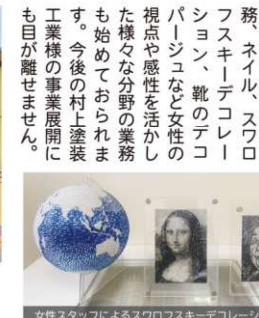 務、ネイル、スワロ
フスキーデコレー
ション、靴のデコ
パージュなど女性の
視点や感性を活かし
た様々な分野の業務
も始めておられま
す。今後の村上塗装
工業様の事業展開に
も目が離せません。
女性スタッフによるスワロフスキーデコレーシ